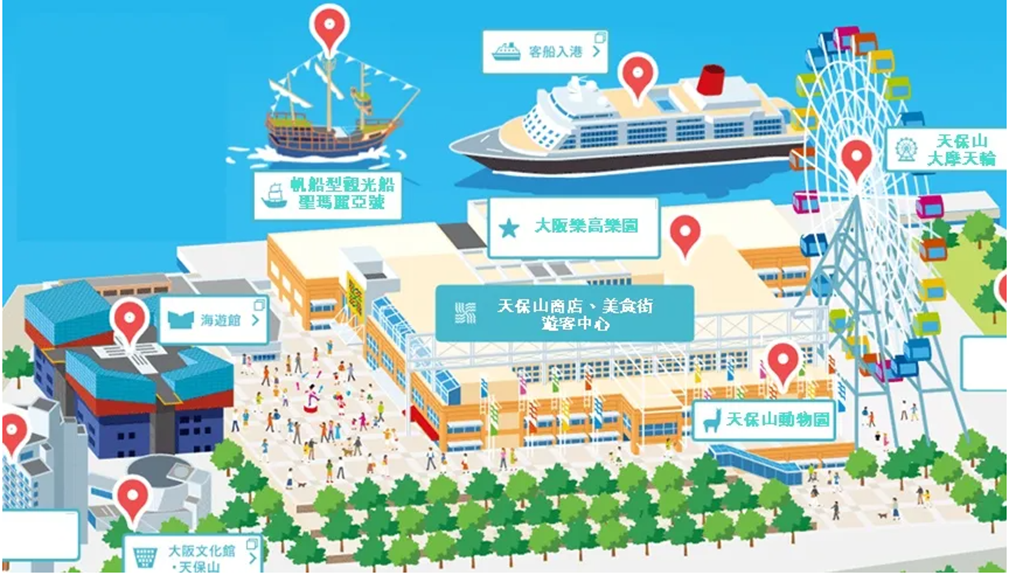 客船入港
天保山
大摩天輪
帆船型觀光船
聖瑪麗亞號
大阪樂高樂園
天保山商店、美食街
遊客中心
海遊館
天保山動物園
大阪文化館
・天保山